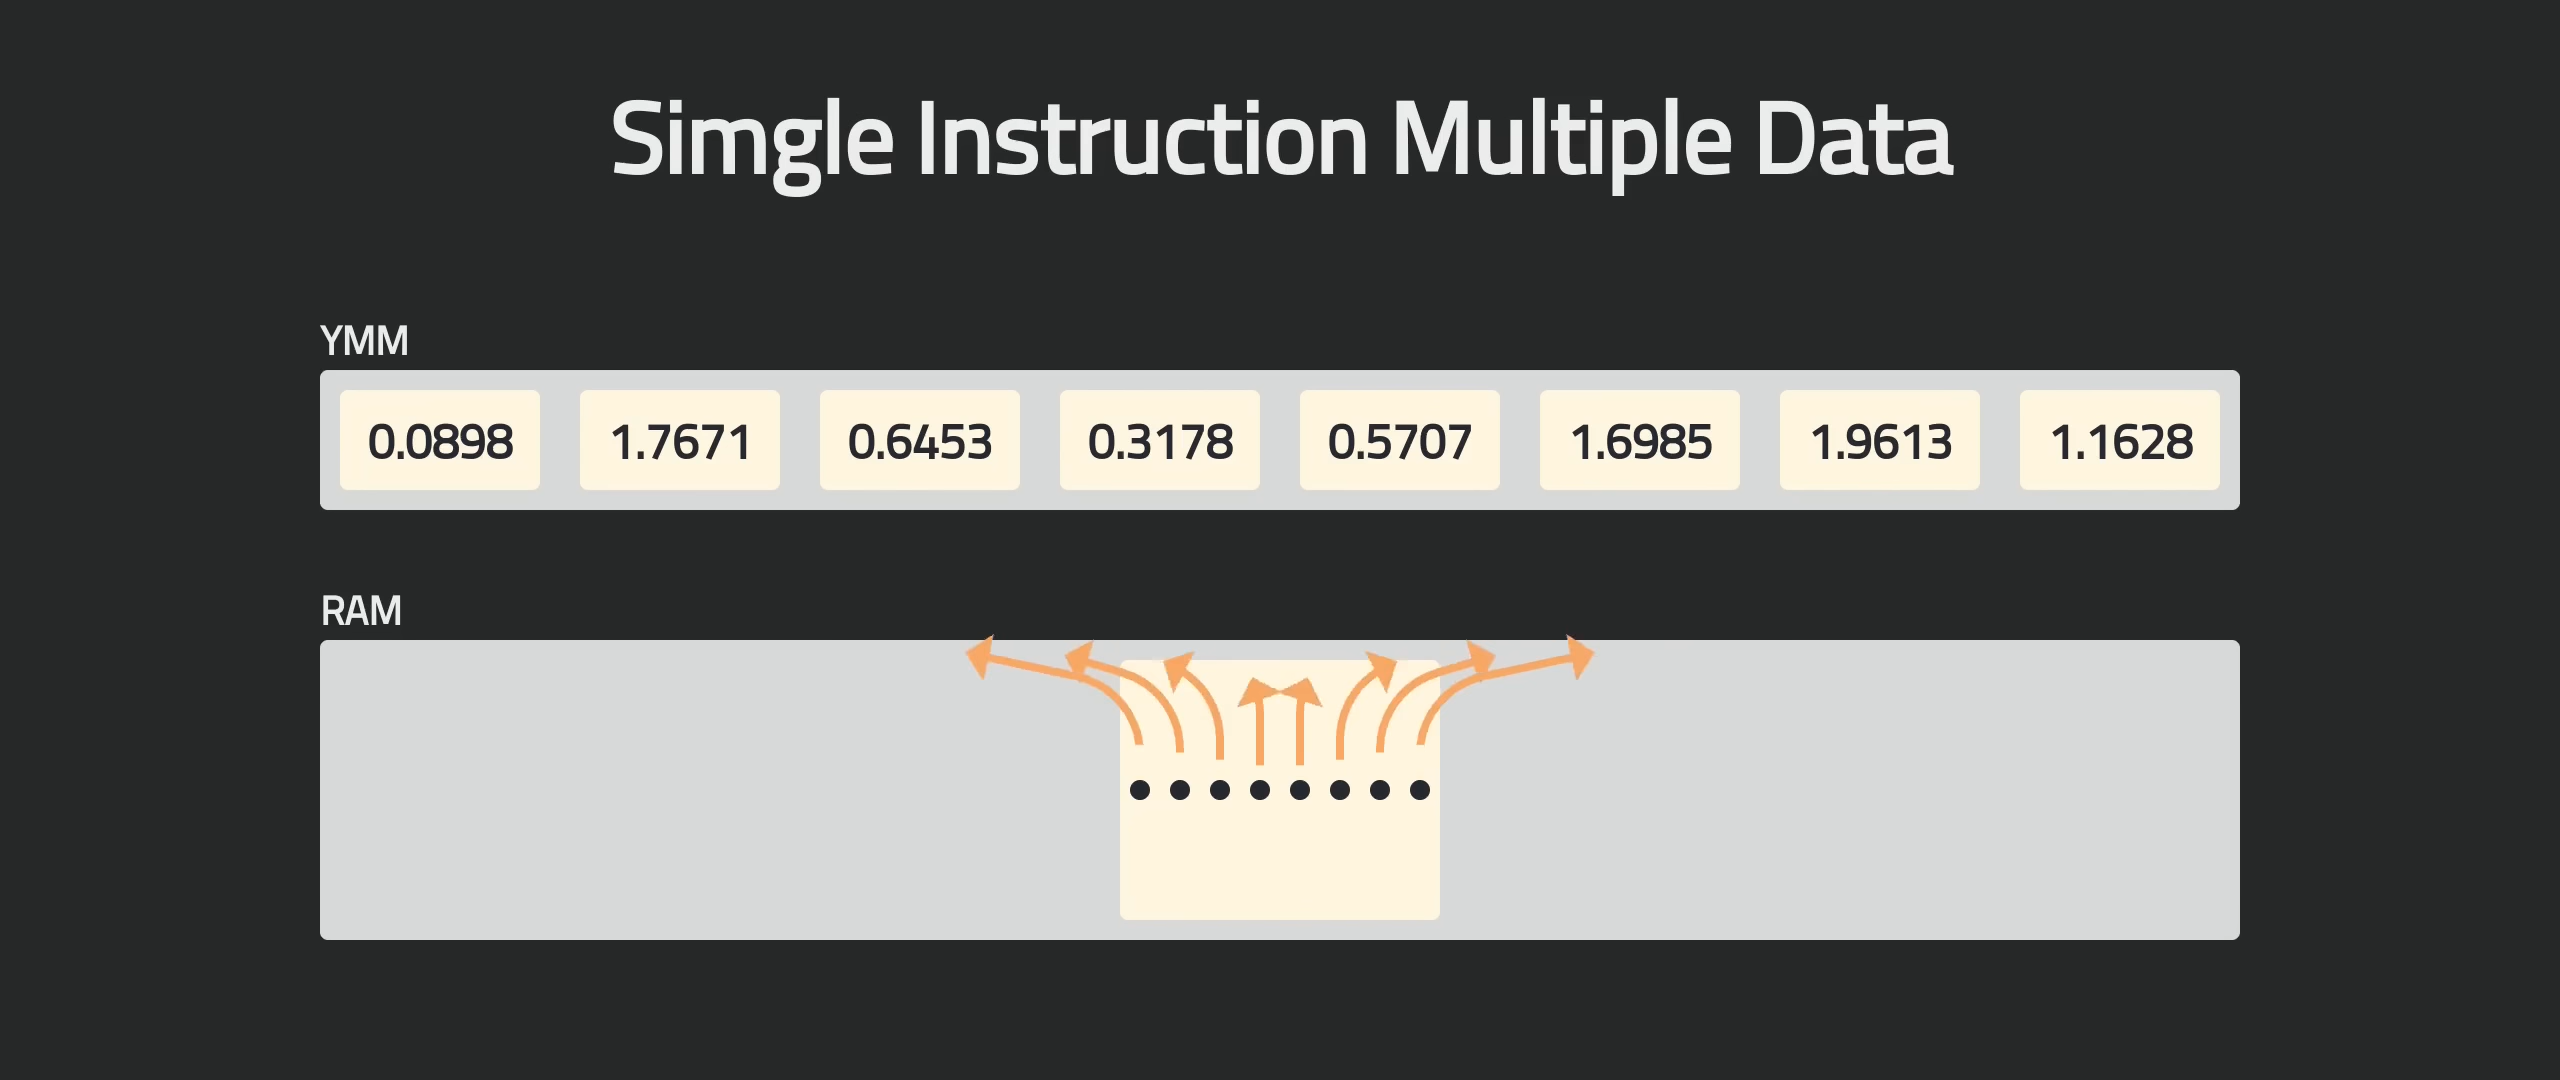 Simgle Instruction Multiple Data
YMM
0.0898 1.7671 0.6453 0.3178 0.5707 1.6985 1.9613 1.1628
RAM